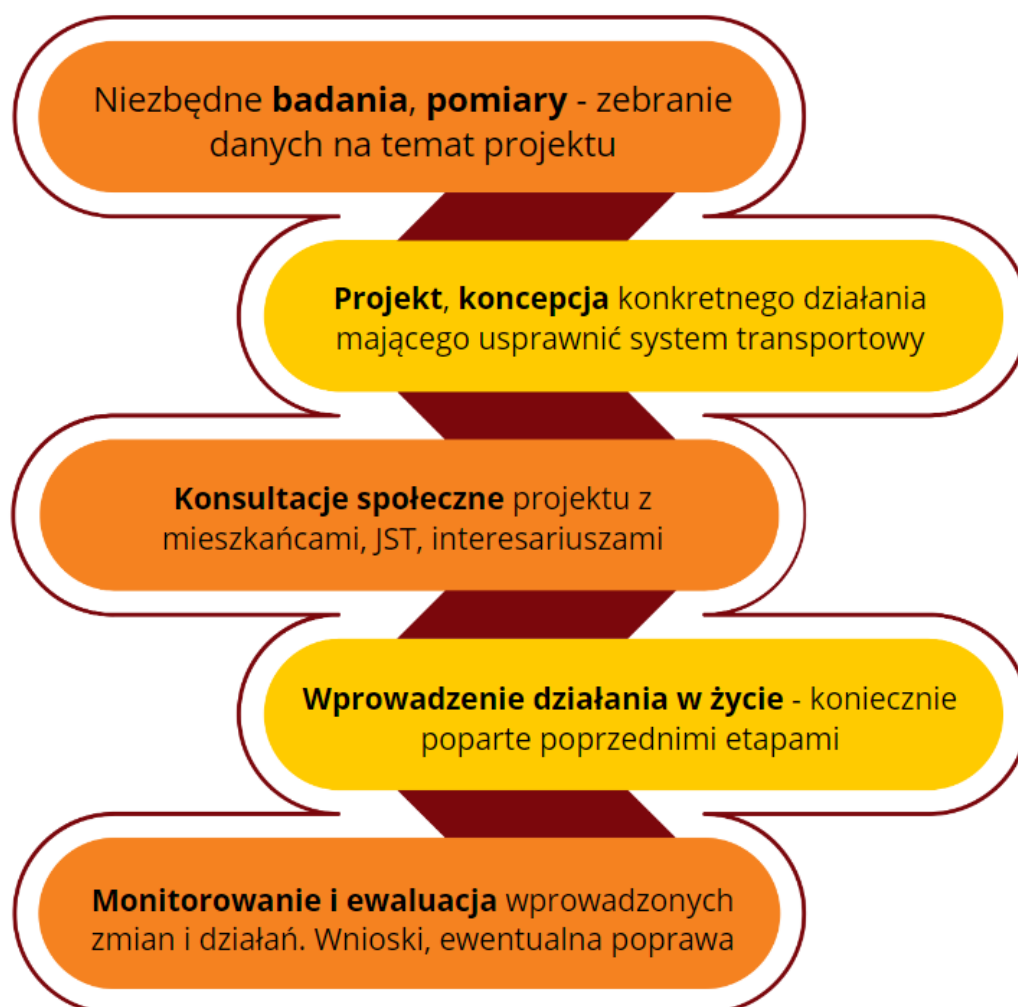 Niezbędne badania, pomiary - zebranie
danych na temat projektu
Projekt, koncepcja konkretnego działania
mającego usprawnić system transportowy
Konsultacje społeczne projektu z
mieszkańcami, JST, interesariuszami
Wprowadzenie działania w życie - koniecznie
poparte poprzednimi etapami
Monitorowanie i ewaluacja wprowadzonych
zmian i działań. Wnioski, ewentualna poprawa